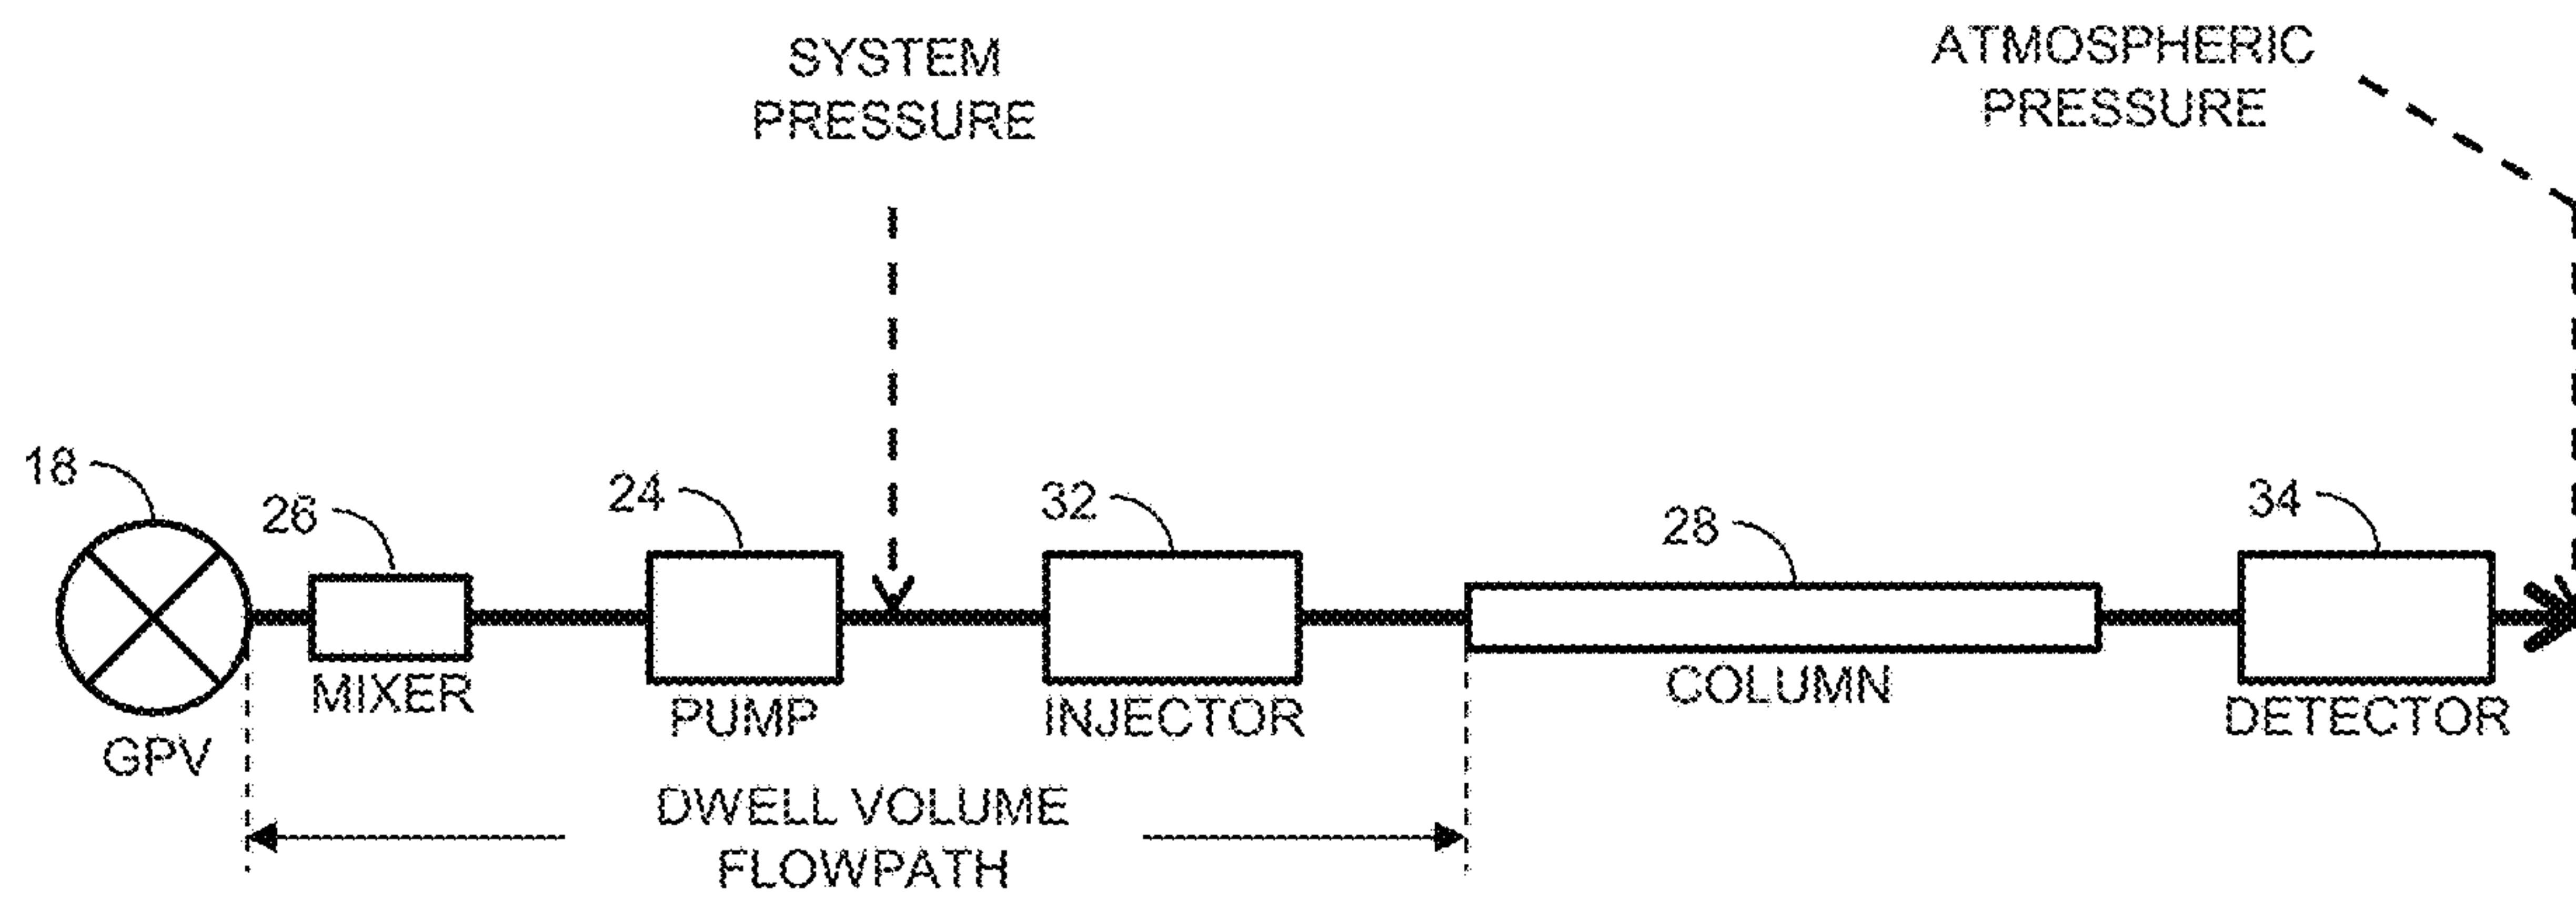 SYSTEM
PRESSURE
ATMOSPHERIC
PRESSURE
18
26
24
32
28
34
MIXER
PUMP
INJECTOR
COLUMN
DETECTOR
GPV
DWELL VOLUME
FLOWPATH